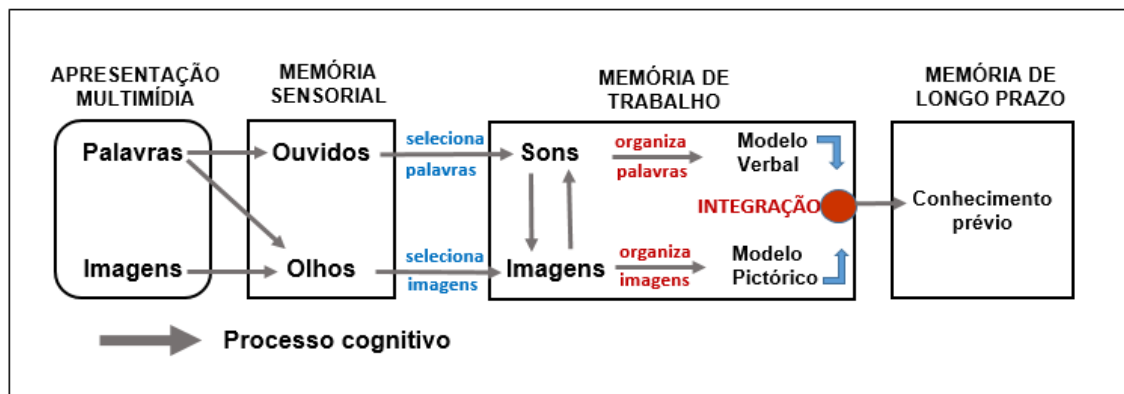 APRESENTAÇÃO
MULTIMÍDIA
MEMÓRIA
SENSORIAL
MEMÓRIA DE
TRABALHO
MEMÓRIA DE
LONGO PRAZO
Palavras
Ouvidos
seleciona
palavras
Sons
organiza
palavras
Modelo
Verbal
INTEGRAÇÃO
Conhecimento
prévio
Imagens
Olhos
seleciona
imagens
Imagens
organiza
imagens
Modelo
Pictórico
Processo cognitivo